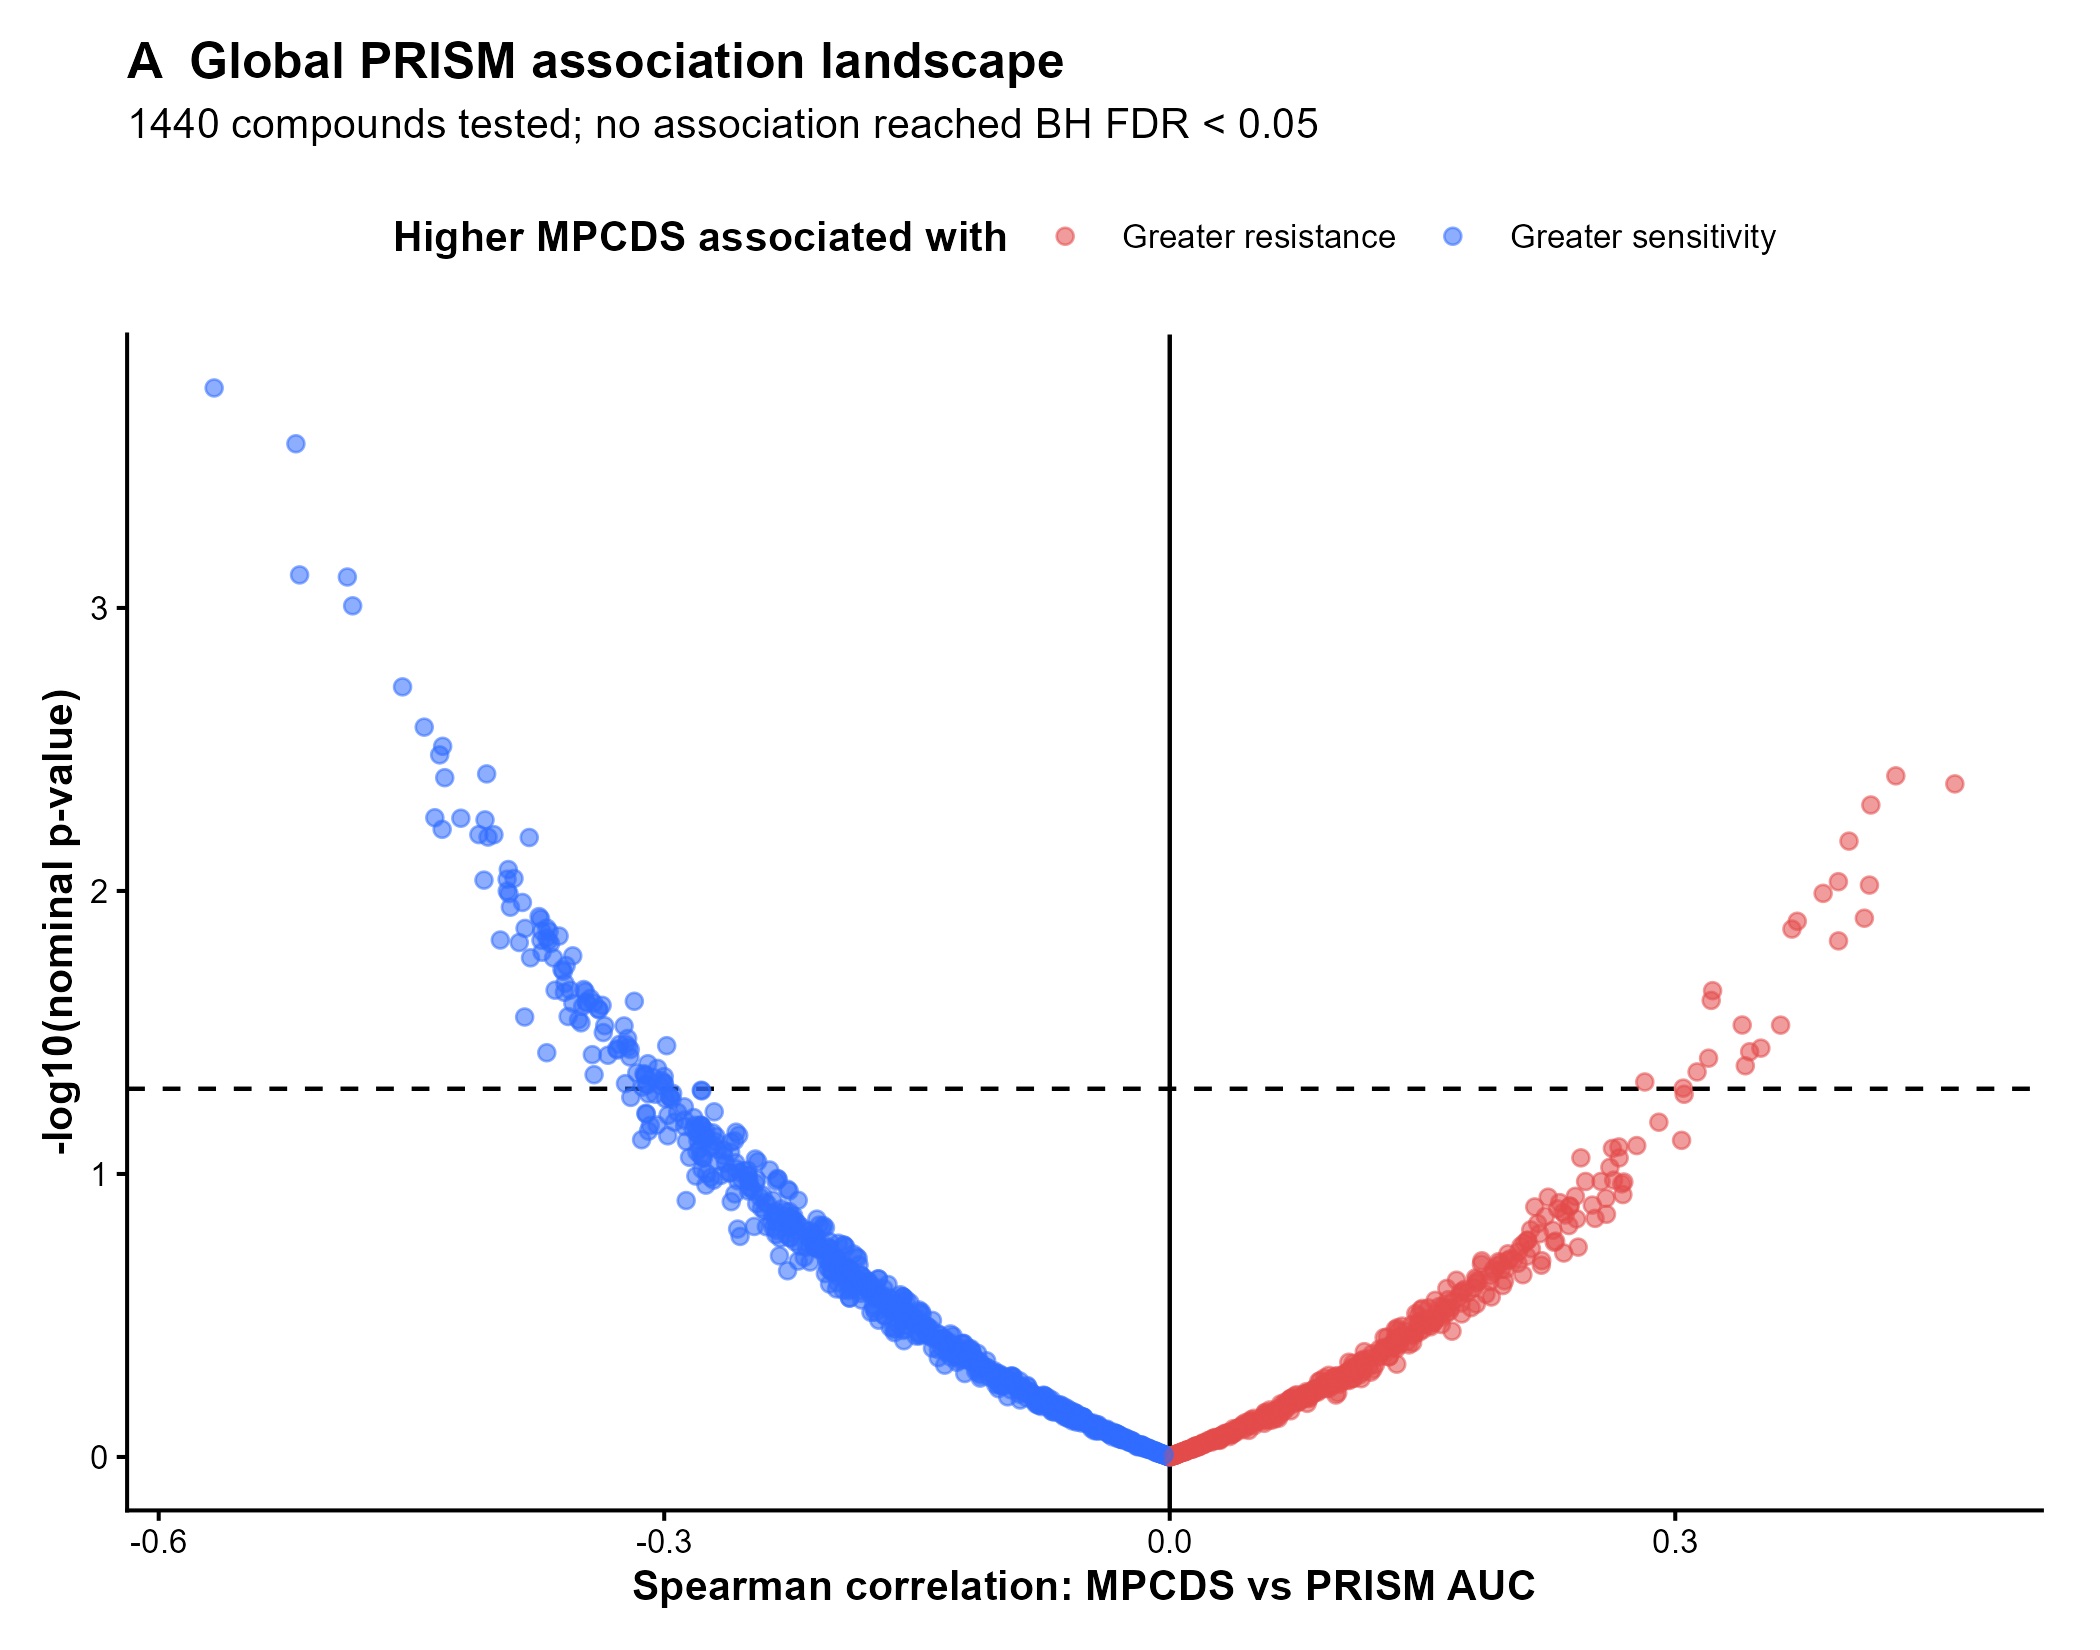 A Global PRISM association landscape
1440 compounds tested; no association reached BH FDR < 0.05
Higher MPCDS associated with Greater resistance Greater sensitivity
-log10(nominal p-value)
3
2
1
0
-0.6 -0.3 0.0 0.3
Spearman correlation: MPCDS vs PRISM AUC